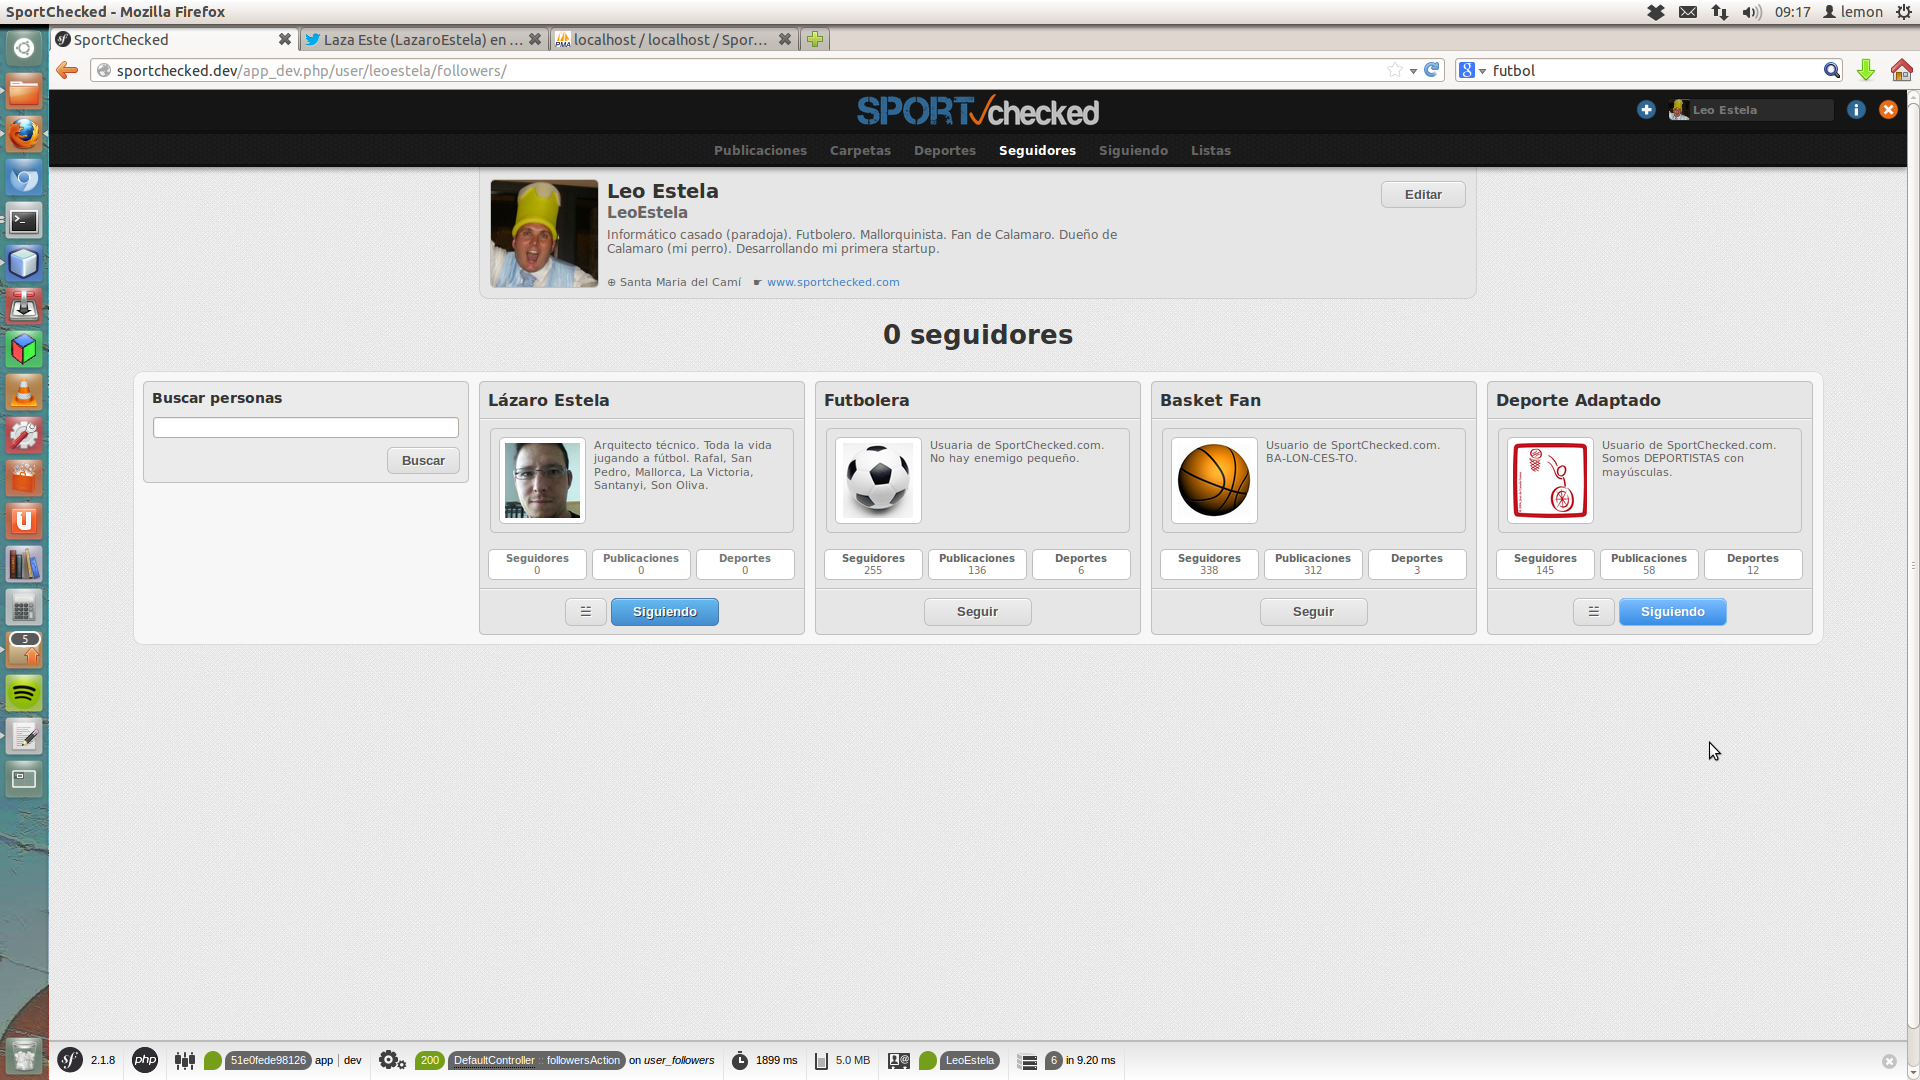 SportChecked - Mozilla Firefox
09:17
lemon
SportChecked
Laza Este (LazaroEstela) en ...
localhost / localhost / Spor...
sportchecked.dev/app_dev.php/user/leoestela/followers/
futbol
SPORTchecked
Leo Estela
Publicaciones Carpetas Deportes Seguidores Siguiendo Listas
Leo Estela
Editar
LeoEstela
Informático casado (paradoja). Futbolero. Mallorquinista. Fan de Calamaro. Dueño de
Calamaro (mi perro). Desarrollando mi primera startup.
⊕ Santa Maria del Camí ☛ www.sportchecked.com
0 seguidores
Buscar personas
Buscar
Lázaro Estela
Arquitecto técnico. Toda la vida
jugando a fútbol. Rafal, San
Pedro, Mallorca, La Victoria,
Santanyi, Son Oliva.
Seguidores Publicaciones Deportes
0 0 0
☱ Siguiendo
Futbolera
Usuaria de SportChecked.com.
No hay enemigo pequeño.
Seguidores Publicaciones Deportes
255 136 6
Seguir
Basket Fan
Usuario de SportChecked.com.
BA-LON-CES-TO.
Seguidores Publicaciones Deportes
338 312 3
Seguir
Deporte Adaptado
Usuario de SportChecked.com.
Somos DEPORTISTAS con
mayúsculas.
Seguidores Publicaciones Deportes
145 58 12
☱ Siguiendo
5
sf 2.1.8 php 51e0fede98126 app | dev 200 DefaultController :: followersAction on user_followers 1899 ms 5.0 MB LeoEstela 6 in 9.20 ms